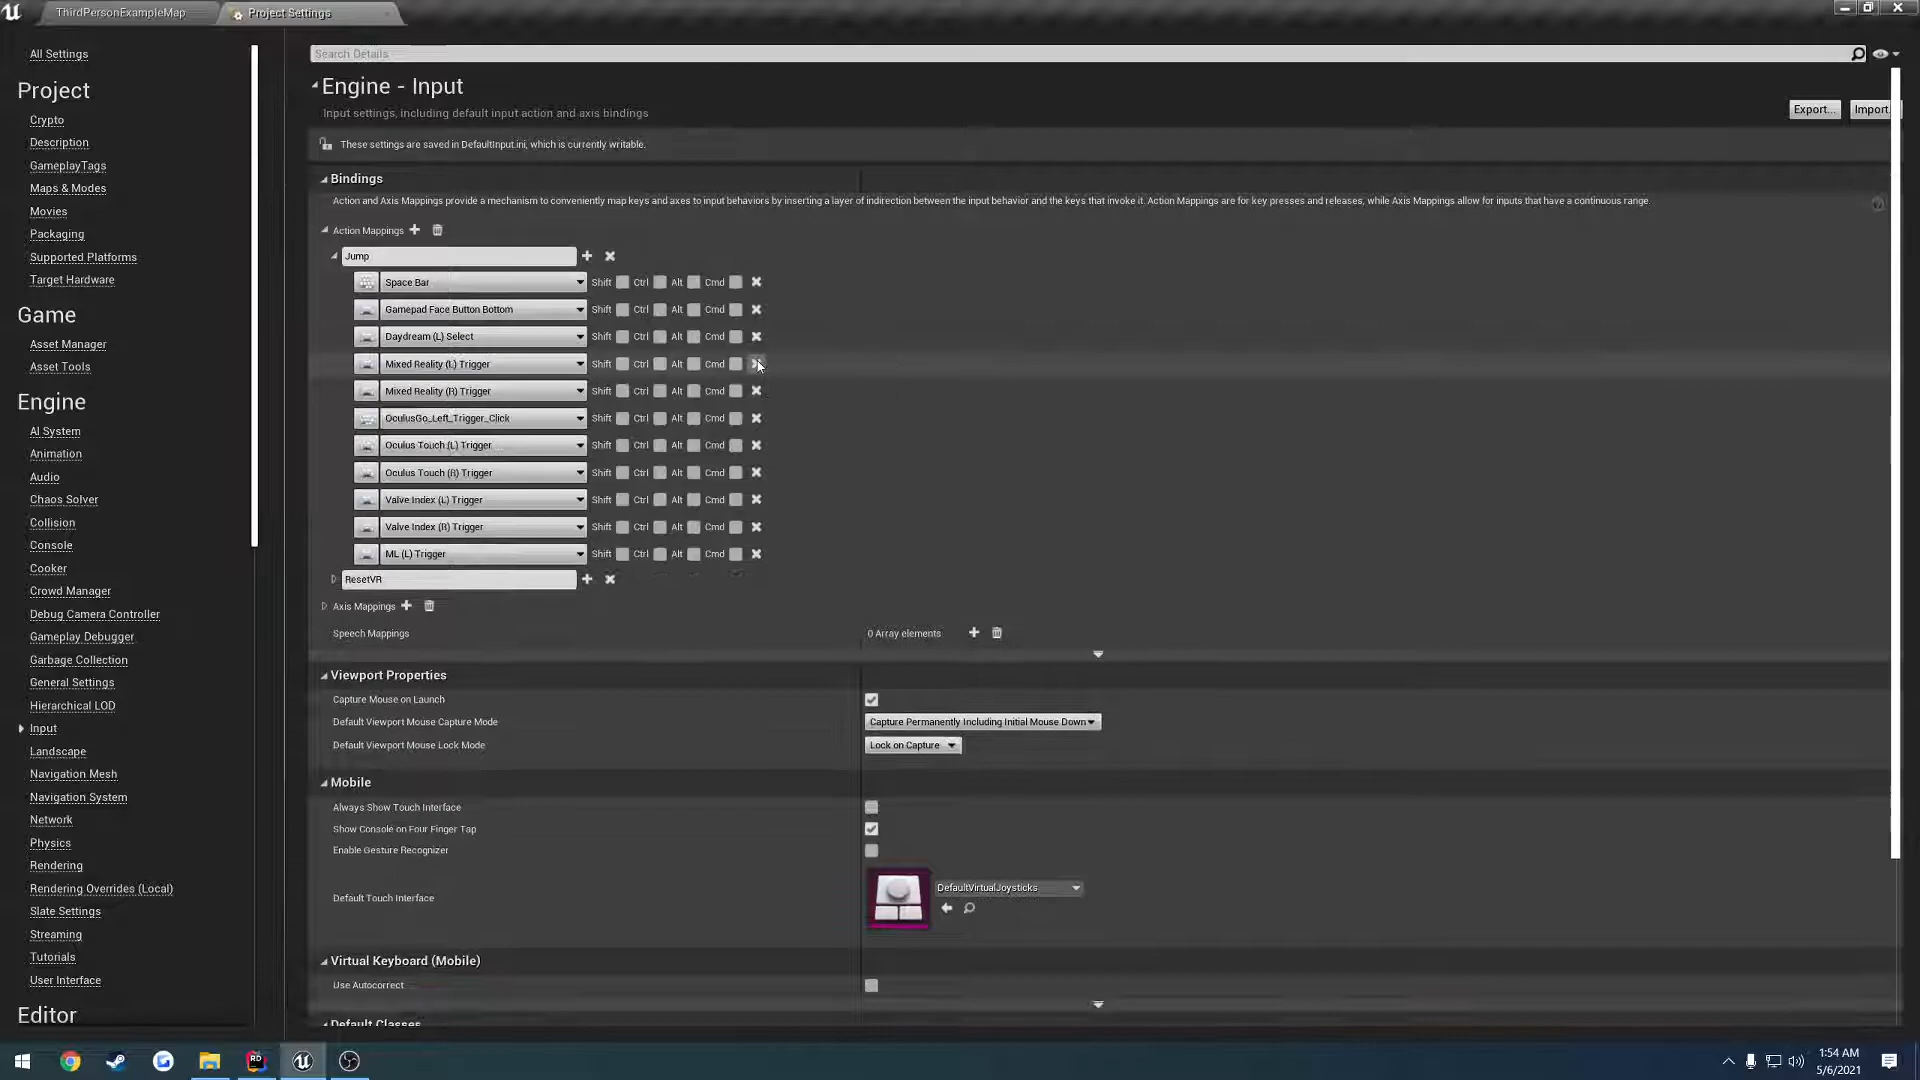 ThirdPersonExampleMap
Project Settings
All Settings
Project
Crypto
Description
GameplayTags
Maps & Modes
Movies
Packaging
Supported Platforms
Target Hardware
Game
Asset Manager
Asset Tools
Engine
AI System
Animation
Audio
Chaos Solver
Collision
Console
Cooker
Crowd Manager
Debug Camera Controller
Gameplay Debugger
Garbage Collection
General Settings
Hierarchical LOD
Input
Landscape
Navigation Mesh
Navigation System
Network
Physics
Rendering
Rendering Overrides (Local)
Slate Settings
Streaming
Tutorials
User Interface
Editor
Search Details
Engine - Input
Input settings, including default input action and axis bindings
Export...
Import
These settings are saved in DefaultInput.ini, which is currently writable.
Bindings
Action and Axis Mappings provide a mechanism to conveniently map keys and axes to input behaviors by inserting a layer of indirection between the input behavior and the keys that invoke it. Action Mappings are for key presses and releases, while Axis Mappings allow for inputs that have a continuous range.
Action Mappings
Jump
Space Bar Shift Ctrl Alt Cmd
Gamepad Face Button Bottom Shift Ctrl Alt Cmd
Daydream (L) Select Shift Ctrl Alt Cmd
Mixed Reality (L) Trigger Shift Ctrl Alt Cmd
Mixed Reality (R) Trigger Shift Ctrl Alt Cmd
OculusGo_Left_Trigger_Click Shift Ctrl Alt Cmd
Oculus Touch (L) Trigger Shift Ctrl Alt Cmd
Oculus Touch (R) Trigger Shift Ctrl Alt Cmd
Valve Index (L) Trigger Shift Ctrl Alt Cmd
Valve Index (R) Trigger Shift Ctrl Alt Cmd
ML (L) Trigger Shift Ctrl Alt Cmd
ResetVR
Axis Mappings
Speech Mappings 0 Array elements
Viewport Properties
Capture Mouse on Launch
Default Viewport Mouse Capture Mode Capture Permanently Including Initial Mouse Down
Default Viewport Mouse Lock Mode Lock on Capture
Mobile
Always Show Touch Interface
Show Console on Four Finger Tap
Enable Gesture Recognizer
Default Touch Interface DefaultVirtualJoysticks
Virtual Keyboard (Mobile)
Use Autocorrect
Default Classes
RD
1:54 AM
5/6/2021